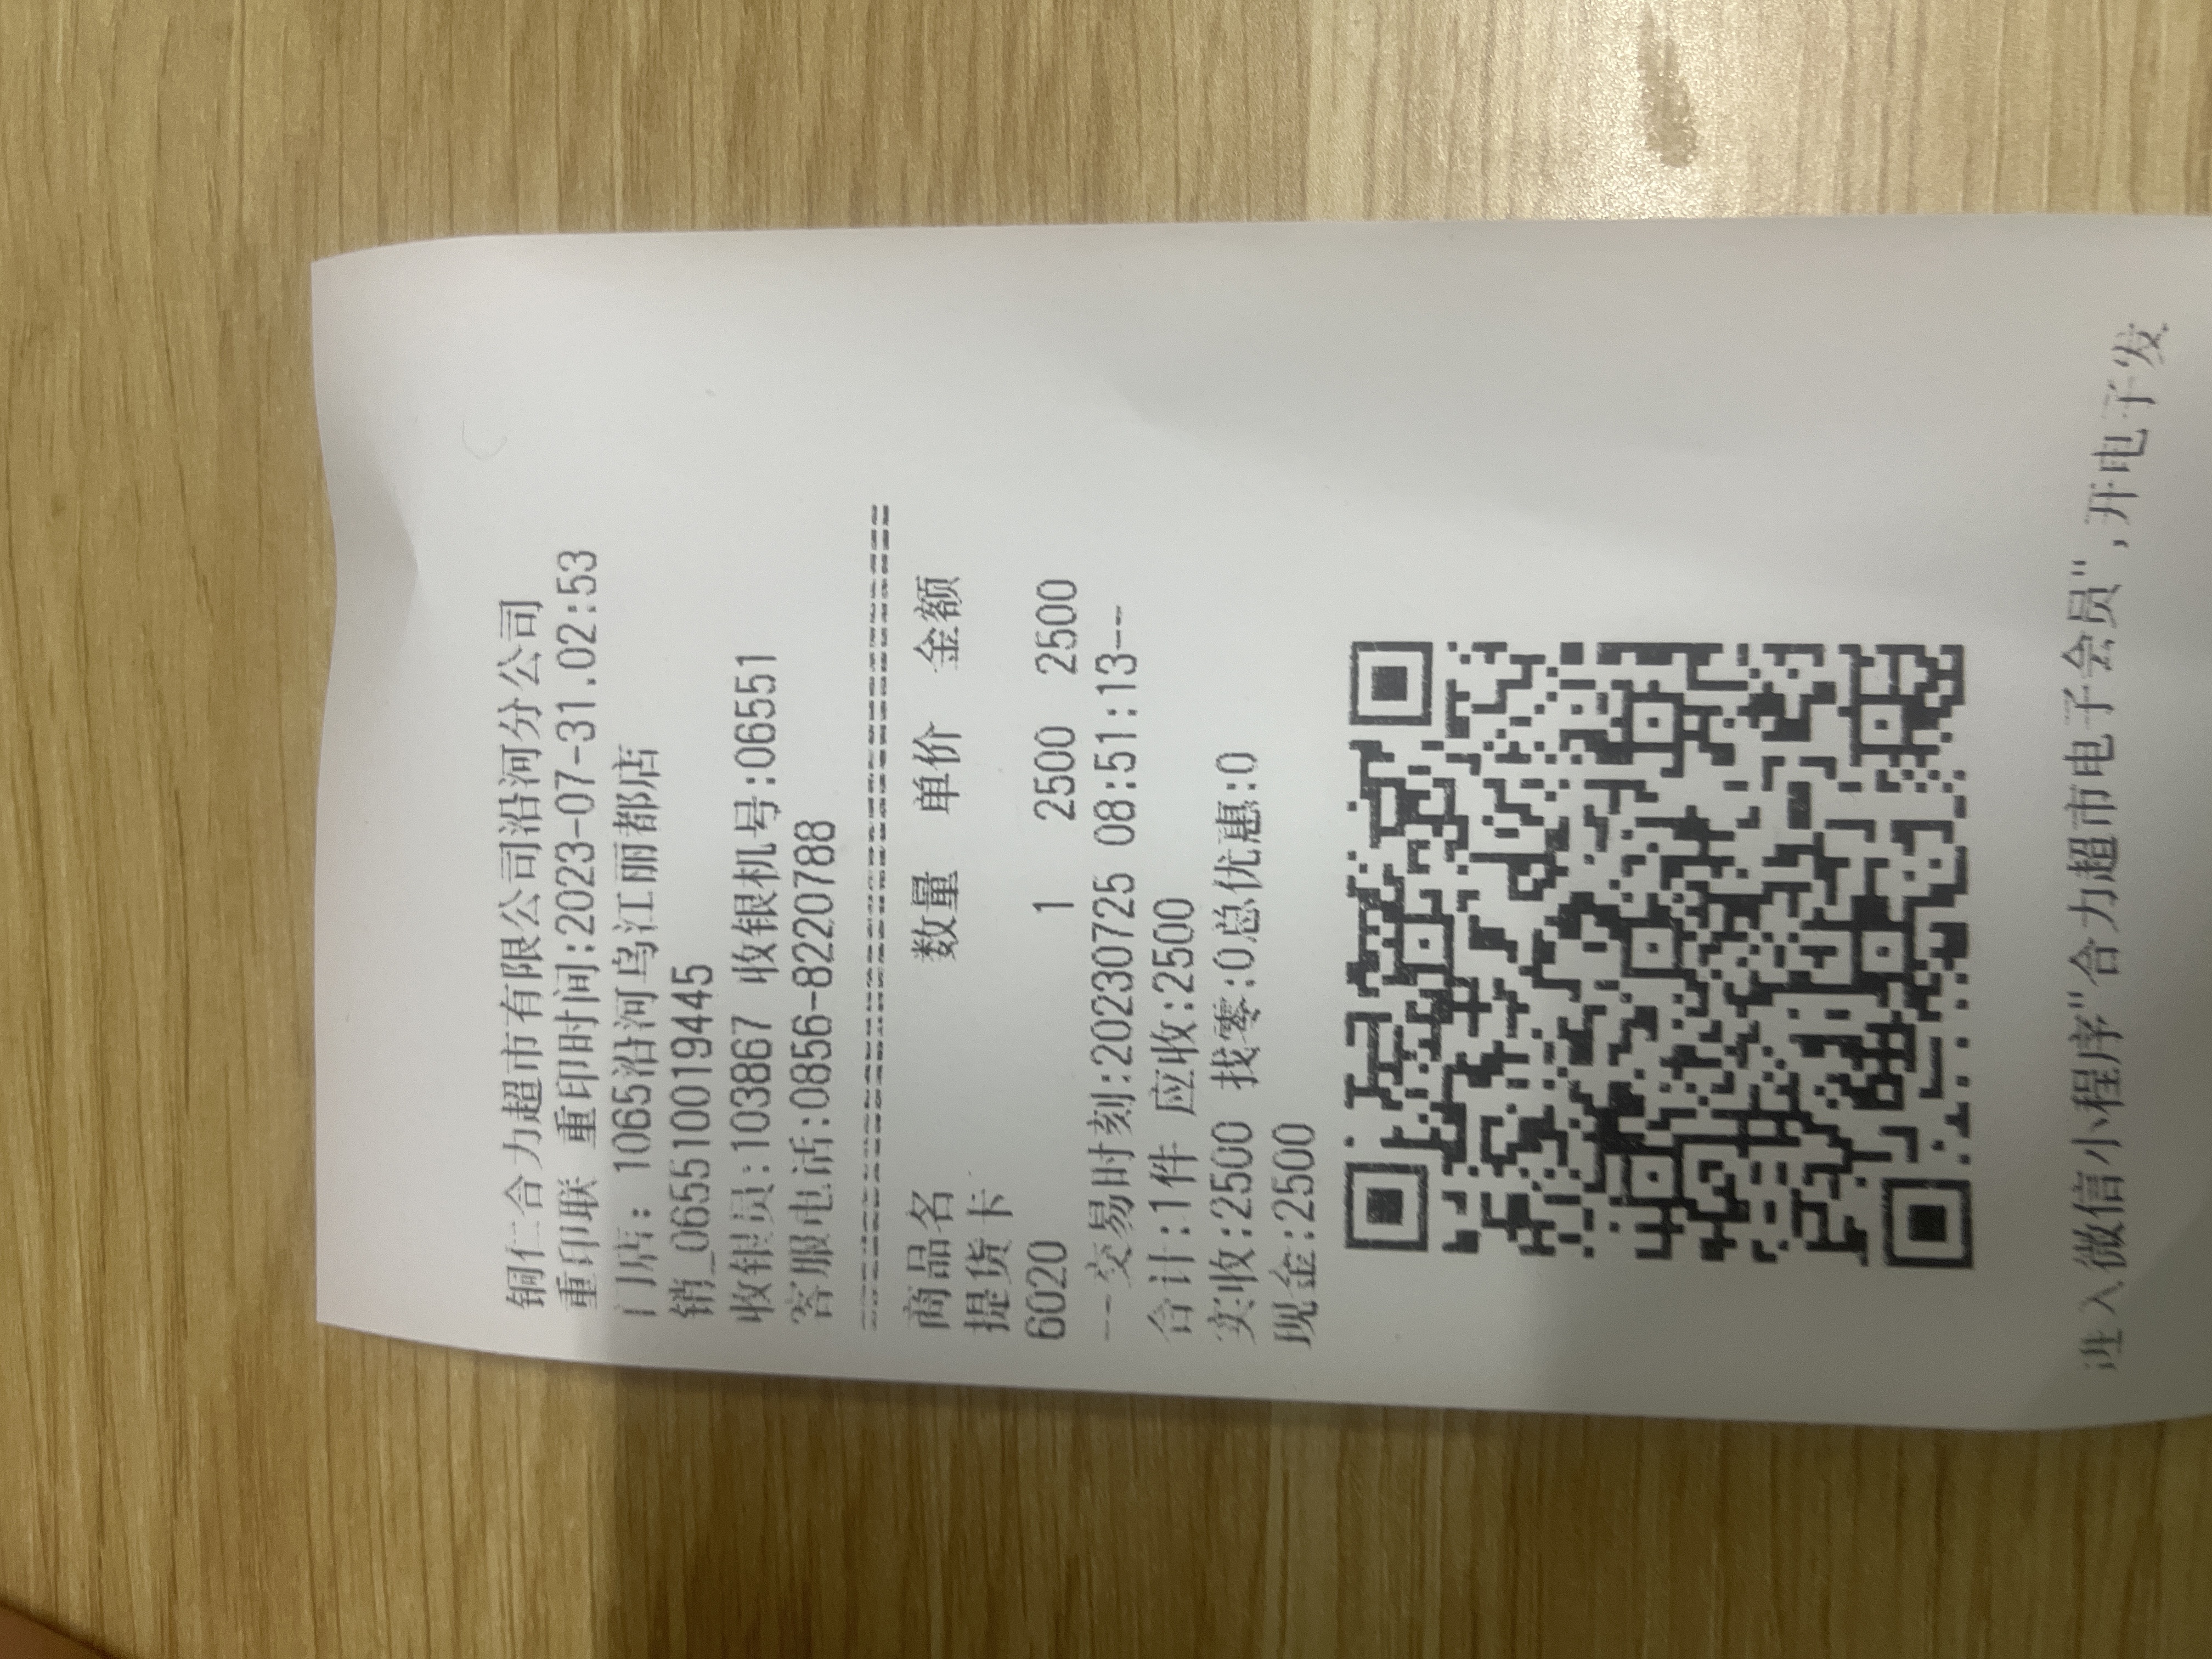 铜仁合力超市有限公司沿河分公司
重印联 重印时间:2023-07-31.02:53
门店: 1065沿河乌江丽都店
销_065510019445
收银员:103867 收银机号:06551
客服电话:0856-8220788
商品名 数量 单价 金额
提货卡
6020 1 2500 2500
--交易时刻:20230725 08:51:13--
合计:1件 应收:2500
实收:2500 找零:0总优惠:0
现金:2500
进入微信小程序"合力超市电子会员",开电子发